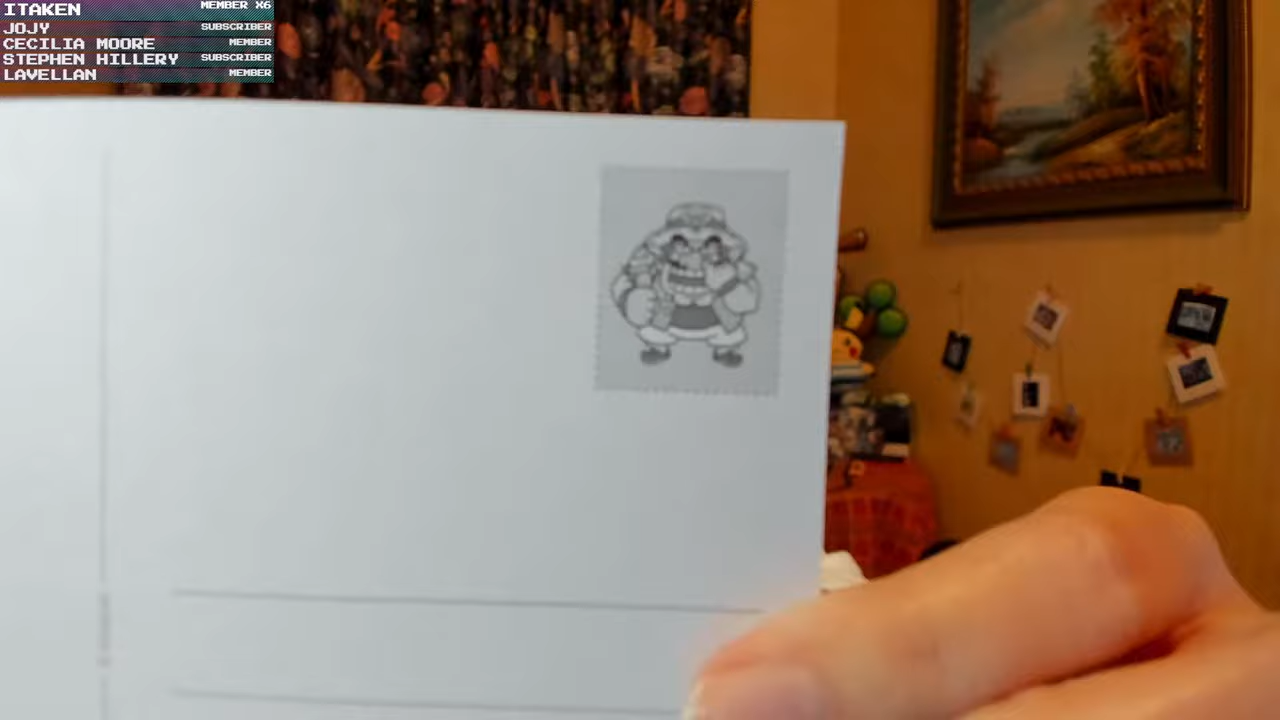 ITAKEN MEMBER X6
JOJY SUBSCRIBER
CECILIA MOORE MEMBER
STEPHEN HILLERY SUBSCRIBER
LAVELLAN MEMBER